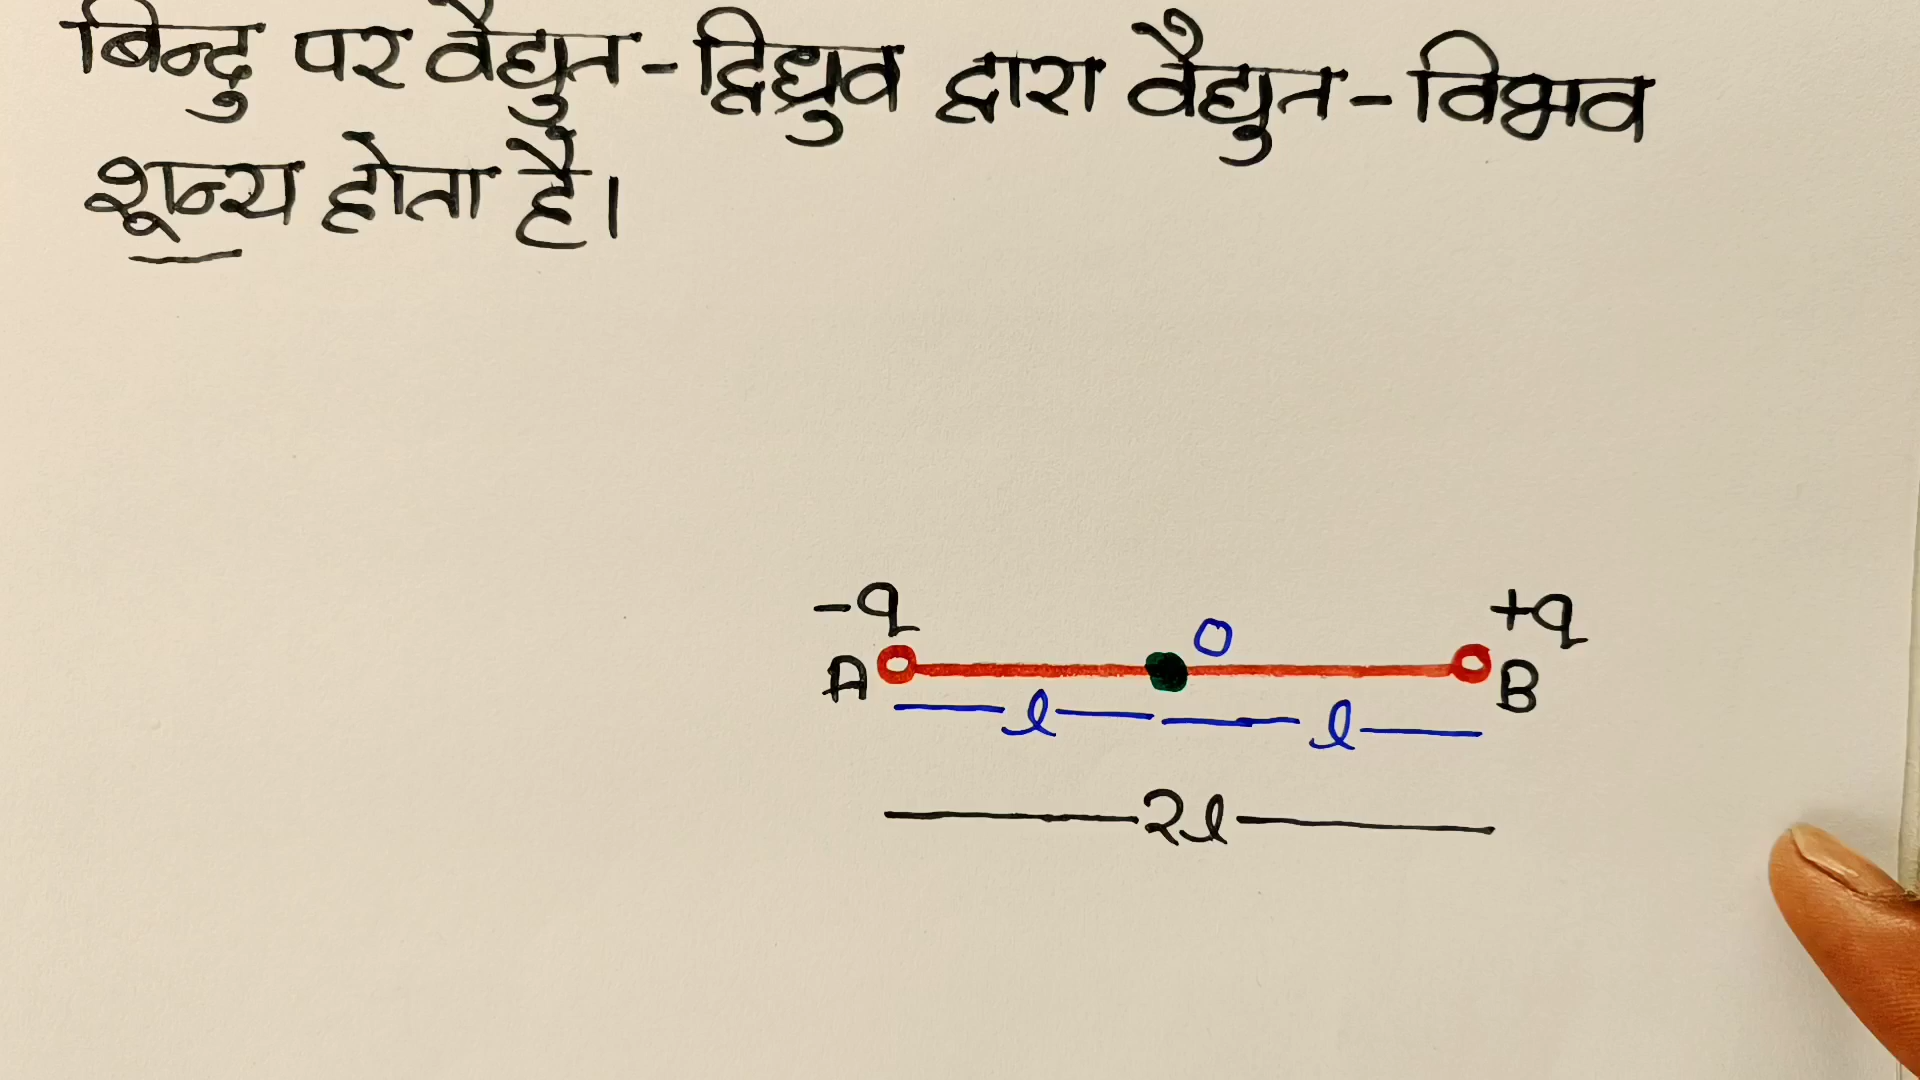 बिन्दु पर वैद्युत-द्विध्रुव द्वारा वैद्युत-विभव
शून्य होता है।
-q +q
O
A B
l l
2l